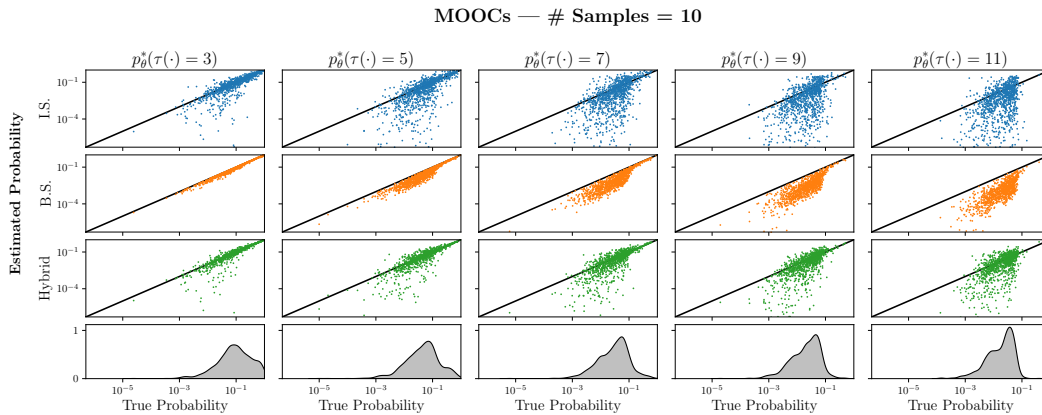 MOOCs — # Samples = 10
p*θ(τ(·) = 3) p*θ(τ(·) = 5) p*θ(τ(·) = 7) p*θ(τ(·) = 9) p*θ(τ(·) = 11)
Estimated Probability
I.S.
10⁻¹
10⁻⁴
B.S.
10⁻¹
10⁻⁴
Hybrid
10⁻¹
10⁻⁴
1
0
10⁻⁵ 10⁻³ 10⁻¹ 10⁻⁵ 10⁻³ 10⁻¹ 10⁻⁵ 10⁻³ 10⁻¹ 10⁻⁵ 10⁻³ 10⁻¹ 10⁻⁵ 10⁻³ 10⁻¹
True Probability True Probability True Probability True Probability True Probability